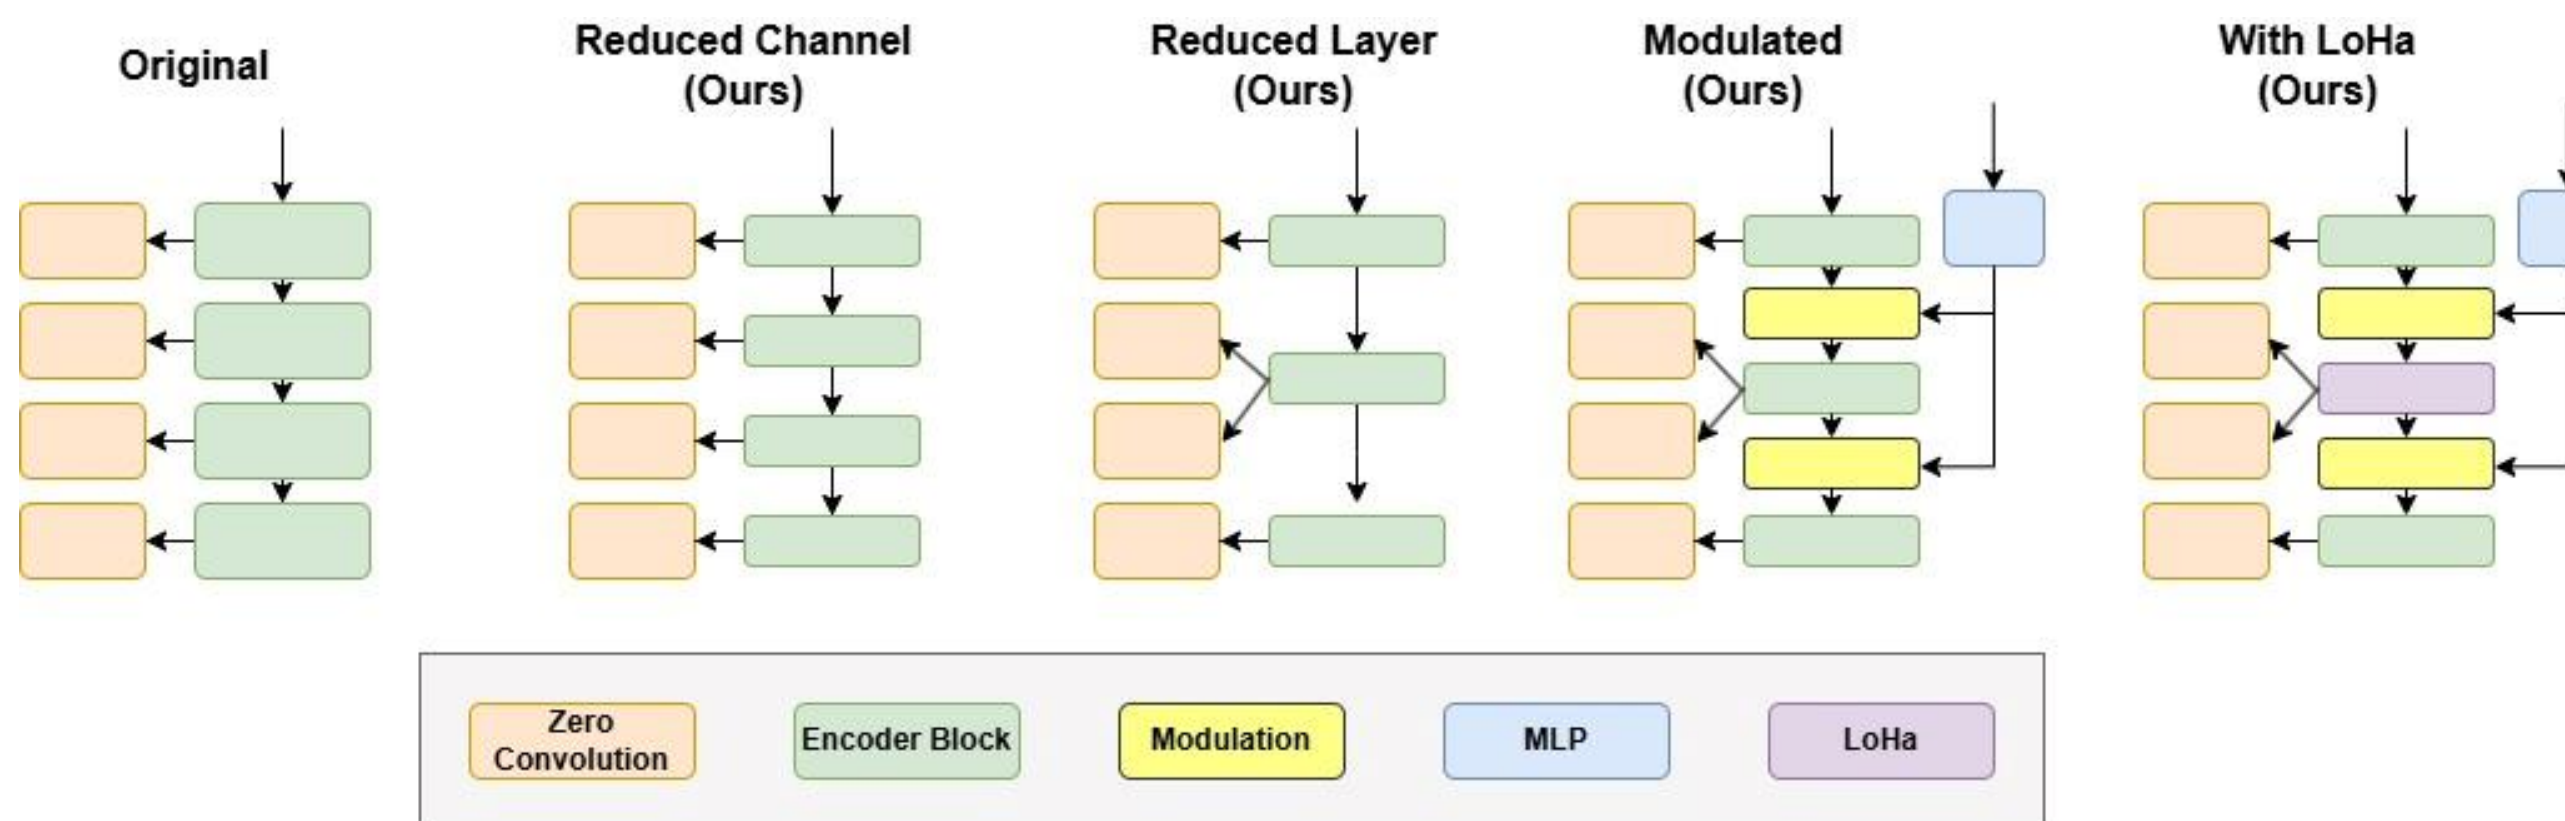 Original
Reduced Channel
(Ours)
Reduced Layer
(Ours)
Modulated
(Ours)
With LoHa
(Ours)
Zero
Convolution
Encoder Block
Modulation
MLP
LoHa